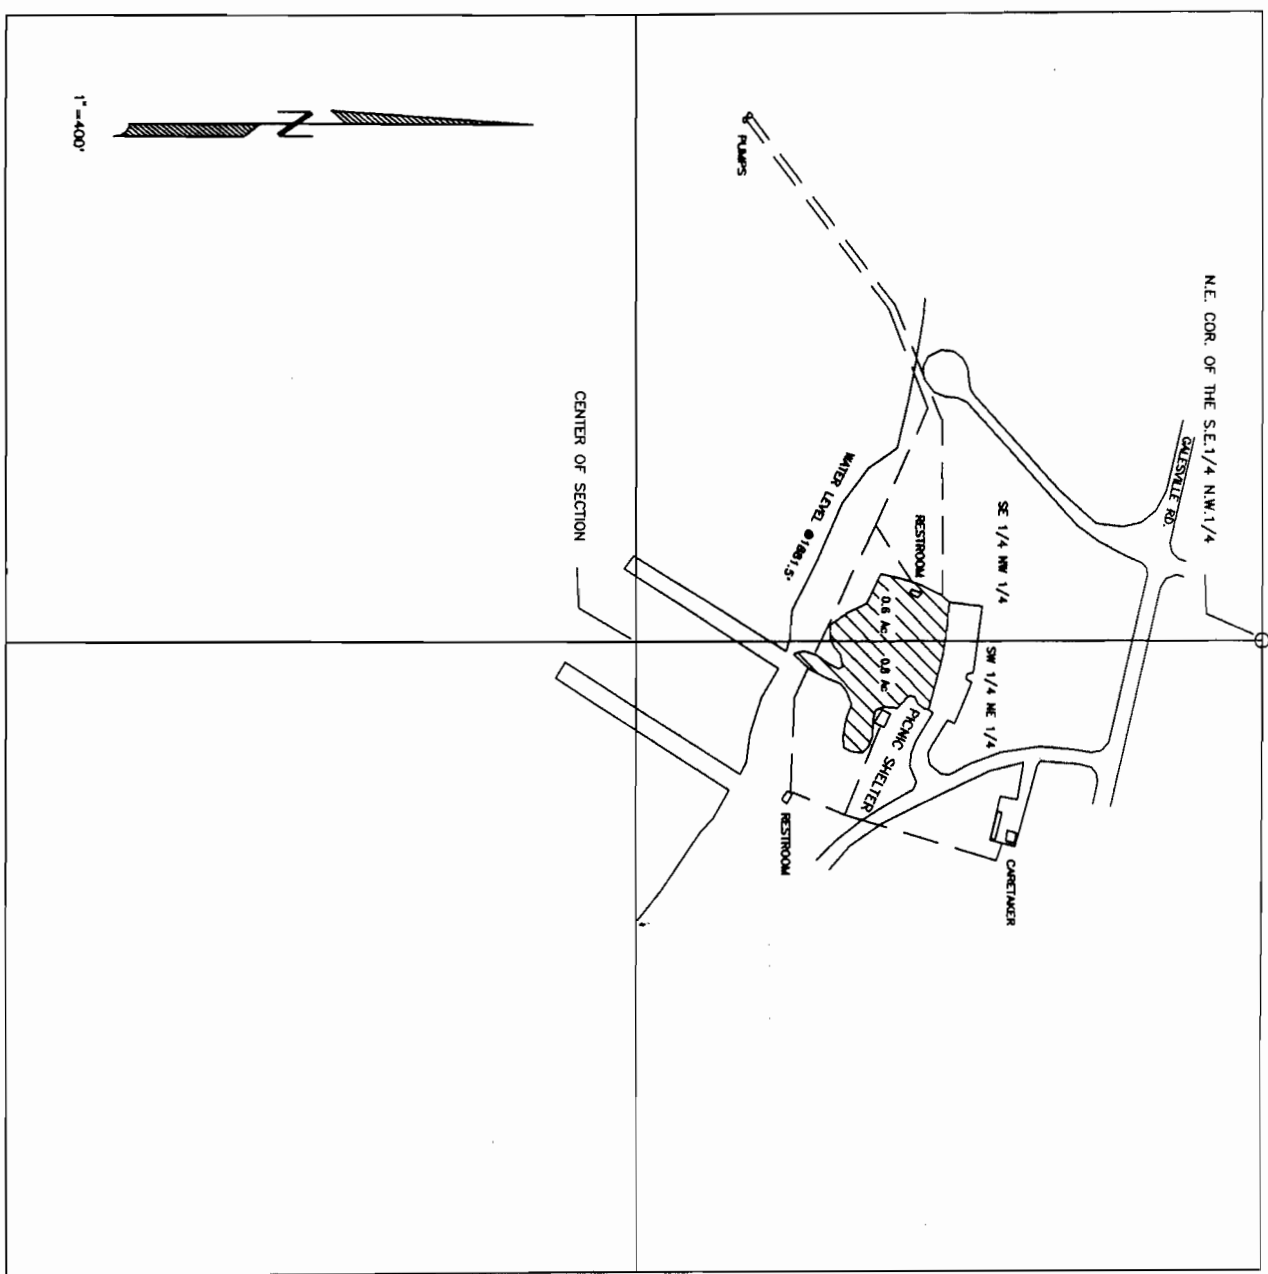 N.E. COR. OF THE S.E.1/4 N.W.1/4
GALESVILLE RD.
SE 1/4 NW 1/4
SW 1/4 NE 1/4
CARETAKER
RESTROOM
0.6 Ac.
0.8 Ac.
PICNIC SHELTER
WATER LEVEL @1881.5'
RESTROOM
PUMPS
CENTER OF SECTION
N
1"=400'